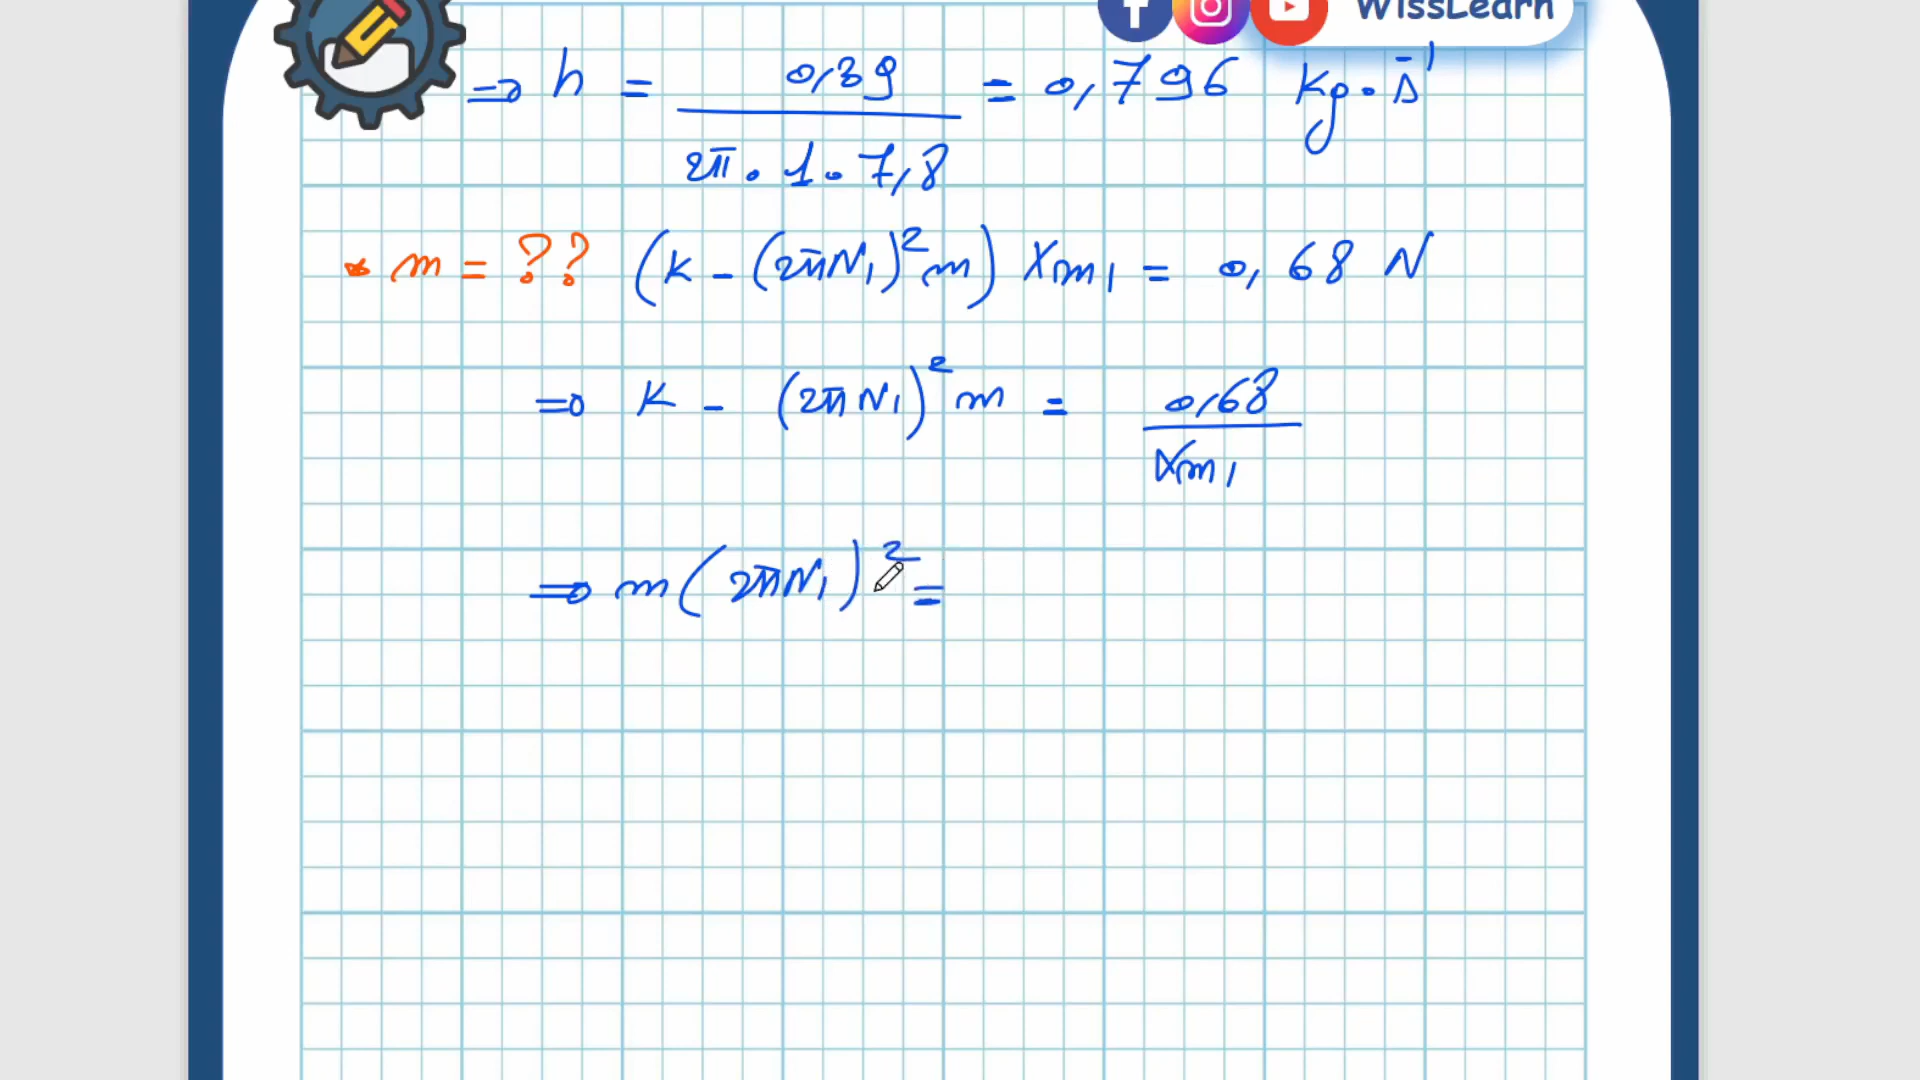 WissLearn
=> h = 0,39 / 2π . 1 . 7,8 = 0,796 Kg . s⁻¹
* m = ?? (k - (2πN₁)² m) Xm₁ = 0,68 N
=> K - (2πN₁)² m = 0,68 / Xm₁
=> m (2πN₁)² =